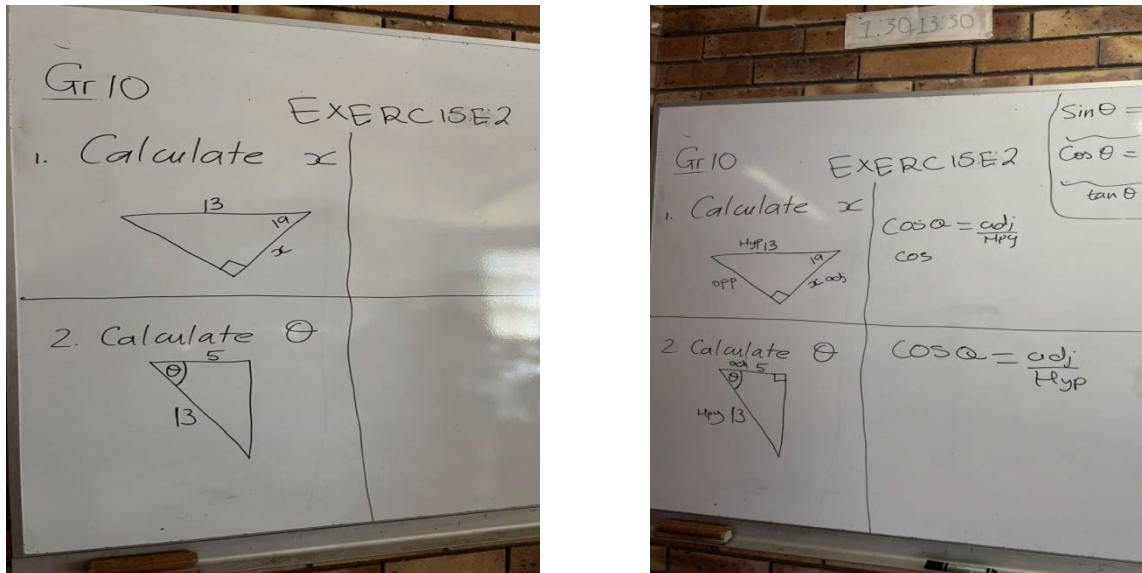 Gr 10
EXERCISE 2
1. Calculate x
13
19
x
2. Calculate θ
5
θ
13
1:30-13:30
Sin θ =
Cos θ =
tan θ
Gr 10
EXERCISE 2
1. Calculate x
Hyp 13
19
opp
x adj
Cos θ = adj
Hpy
cos
2. Calculate θ
adj 5
θ
Hpy 13
COS θ = adj
Hyp